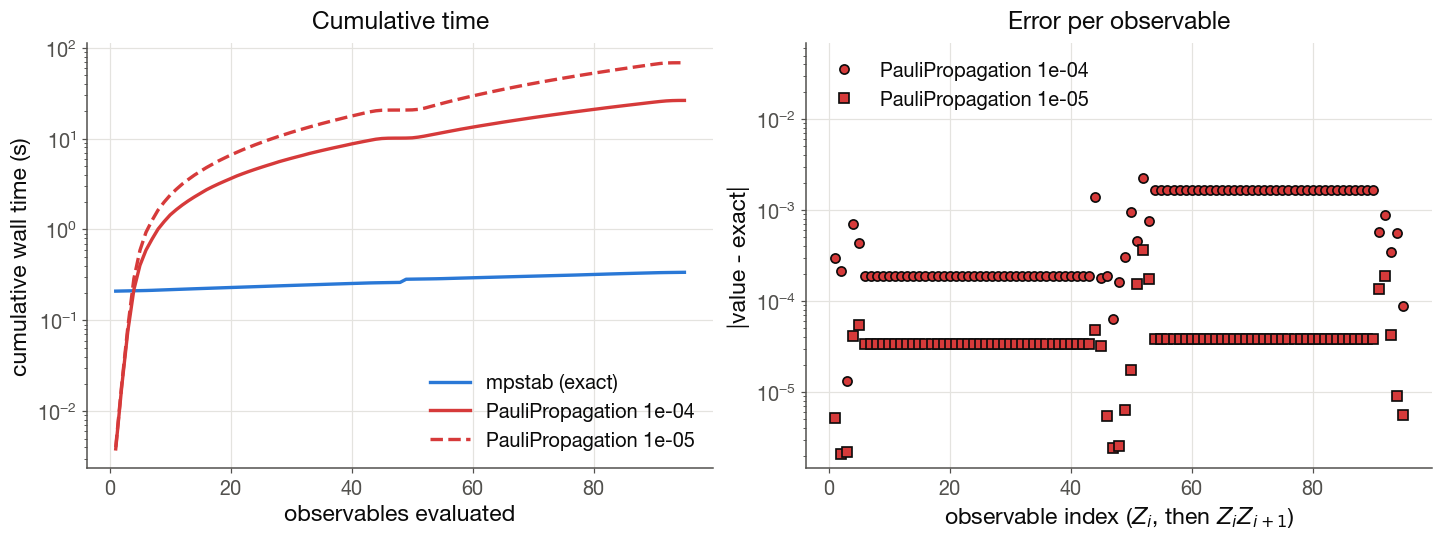 Cumulative time
cumulative wall time (s)
10²
10¹
10⁰
10⁻¹
10⁻²
0 20 40 60 80
observables evaluated
mpstab (exact)
PauliPropagation 1e-04
PauliPropagation 1e-05
Error per observable
|value - exact|
10⁻²
10⁻³
10⁻⁴
10⁻⁵
0 20 40 60 80
observable index (Zᵢ, then ZᵢZᵢ₊₁)
PauliPropagation 1e-04
PauliPropagation 1e-05